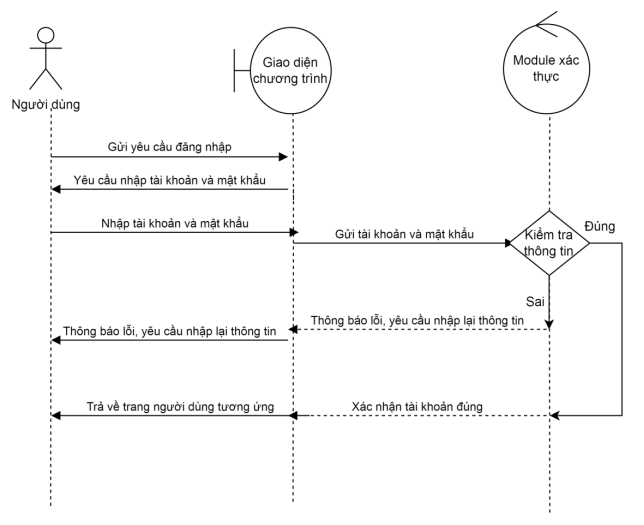 Giao diện
chương trình
Module xác
thực
Người dùng
Gửi yêu cầu đăng nhập
Yêu cầu nhập tài khoản và mật khẩu
Nhập tài khoản và mật khẩu
Gửi tài khoản và mật khẩu
Kiểm tra
thông tin
Đúng
Sai
Thông báo lỗi, yêu cầu nhập lại thông tin
Thông báo lỗi, yêu cầu nhập lại thông tin
Trả về trang người dùng tương ứng
Xác nhận tài khoản đúng